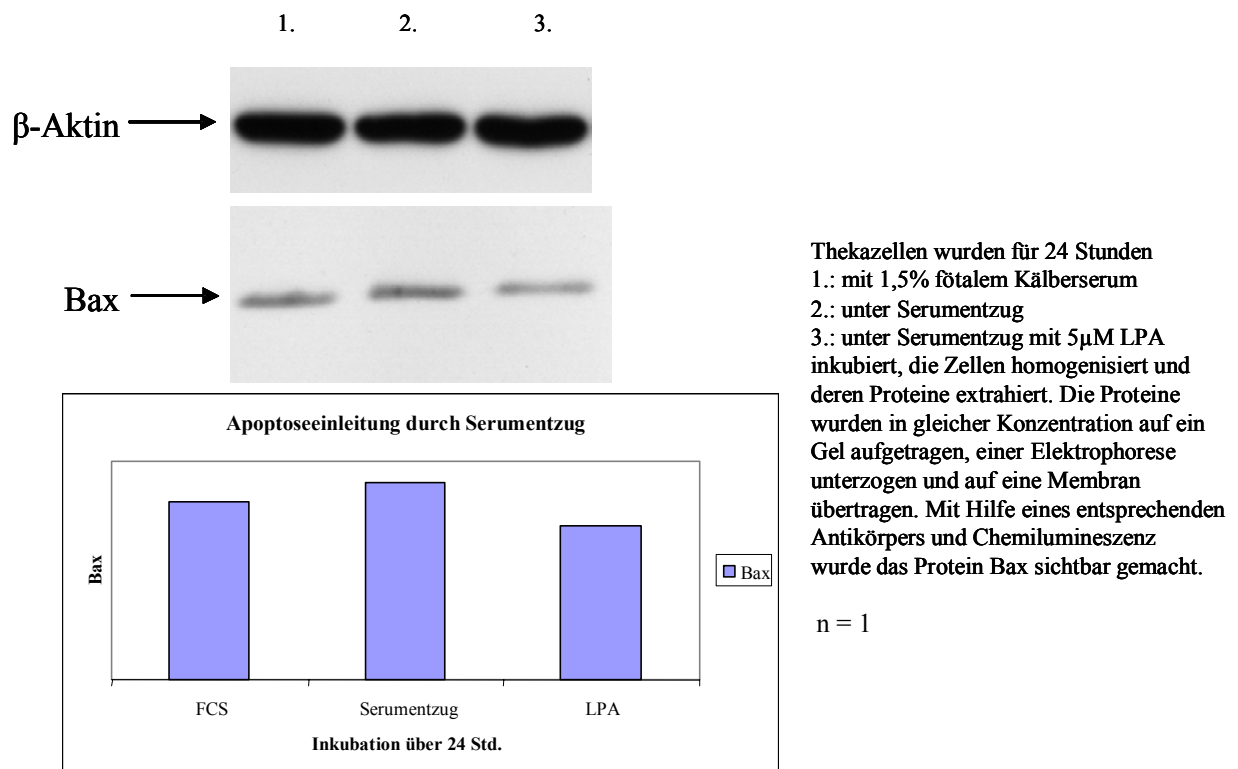 1. 2. 3.
β-Aktin
Bax
Apoptoseeinleitung durch Serumentzug
Bax
Bax
FCS Serumentzug LPA
Inkubation über 24 Std.
Thekazellen wurden für 24 Stunden
1.: mit 1,5% fötalem Kälberserum
2.: unter Serumentzug
3.: unter Serumentzug mit 5µM LPA
inkubiert, die Zellen homogenisiert und
deren Proteine extrahiert. Die Proteine
wurden in gleicher Konzentration auf ein
Gel aufgetragen, einer Elektrophorese
unterzogen und auf eine Membran
übertragen. Mit Hilfe eines entsprechenden
Antikörpers und Chemilumineszenz
wurde das Protein Bax sichtbar gemacht.
n = 1